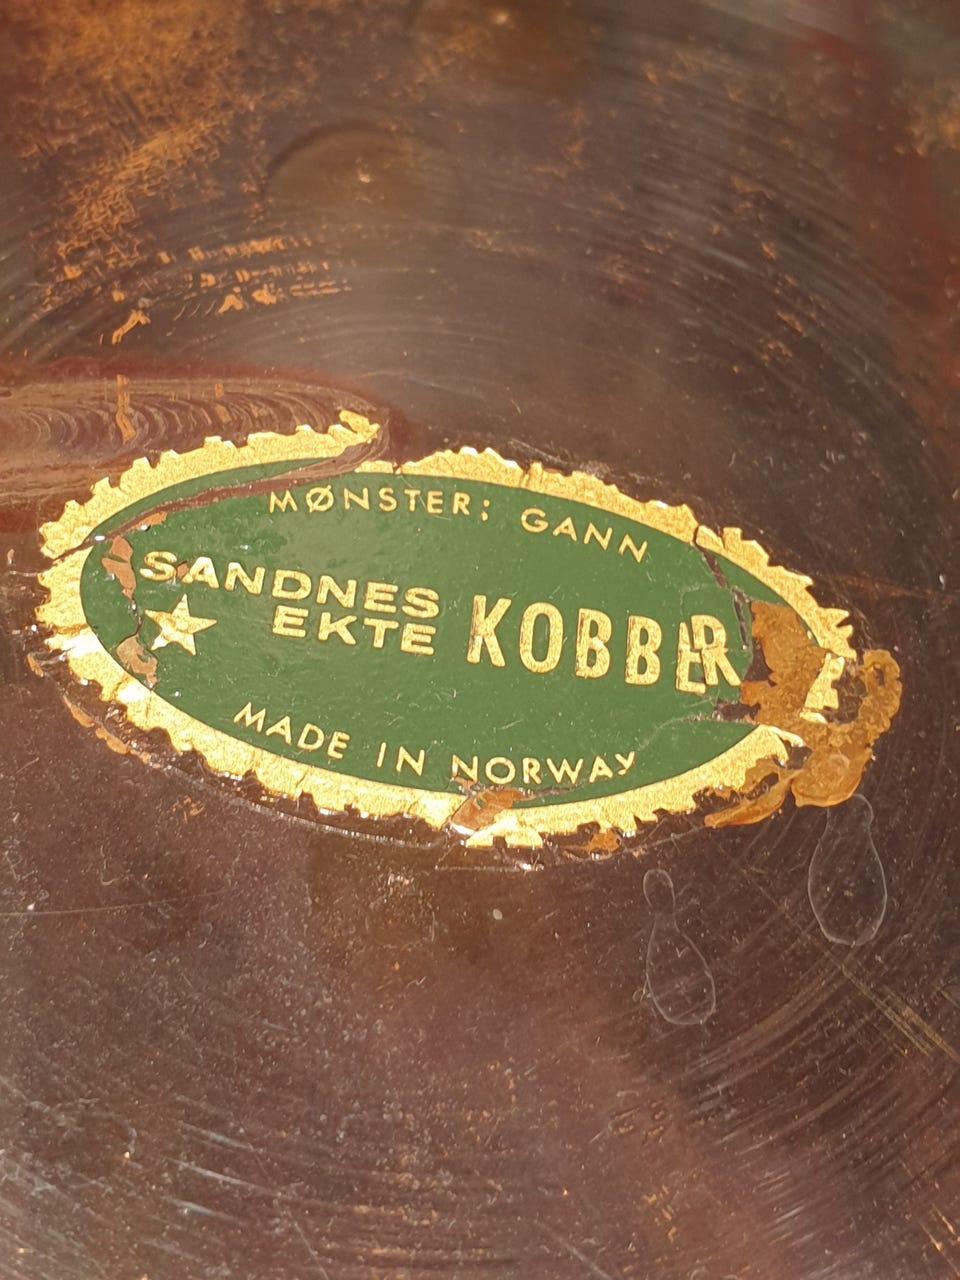 MØNSTER: GANN
SANDNES
EKTE KOBBER
MADE IN NORWAY